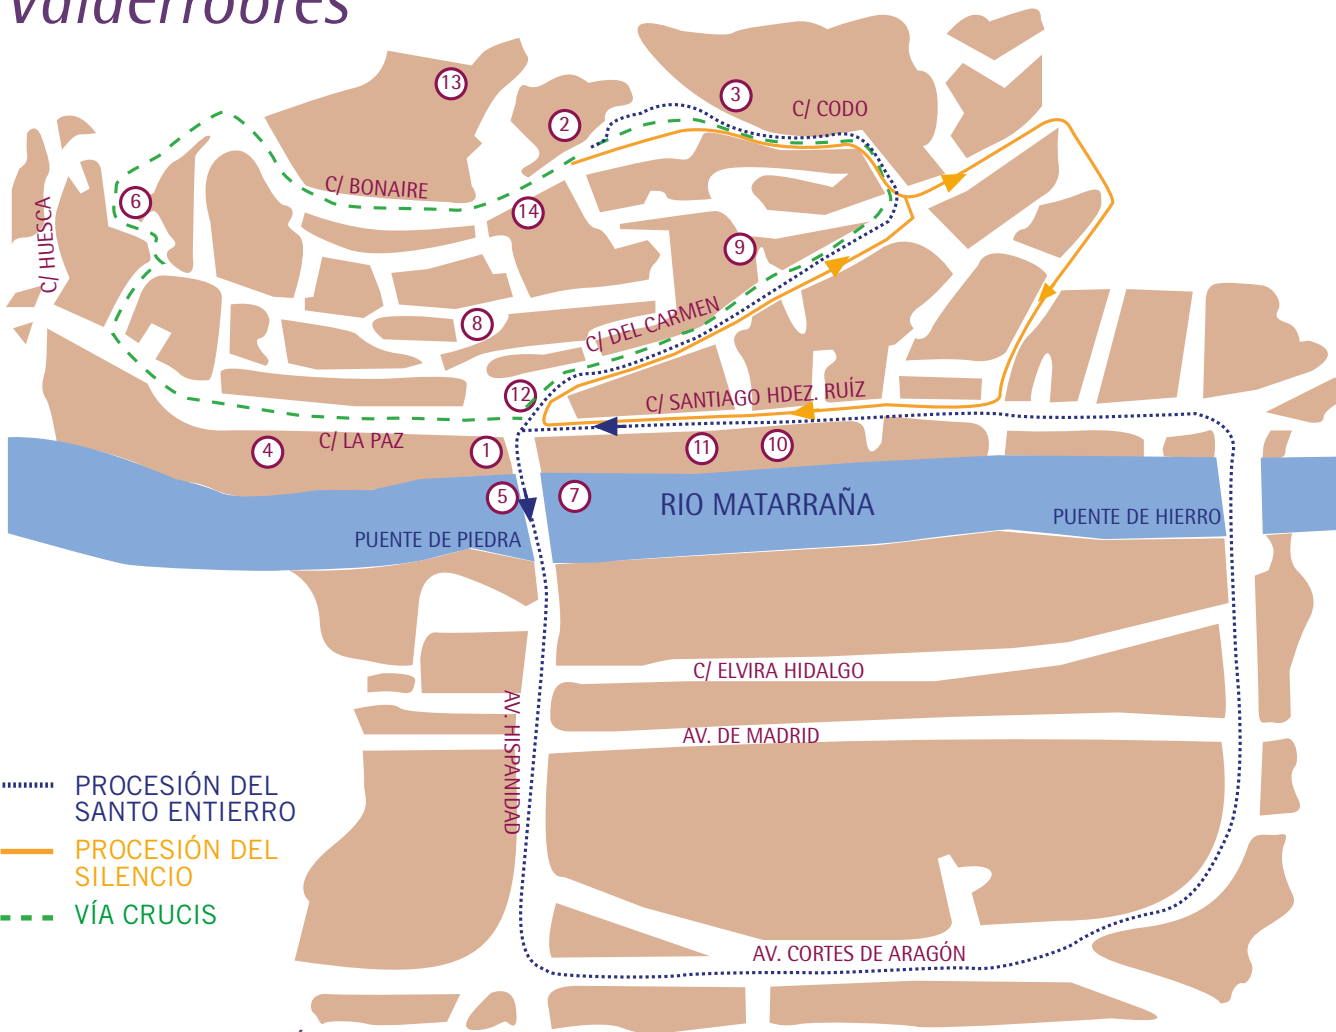 Valderrobres
13
3
C/ CODO
2
C/ BONAIRE
6
14
C/ HUESCA
9
8
C/ DEL CARMEN
12
C/ SANTIAGO HDEZ. RUÍZ
C/ LA PAZ
4
1
11
10
5
7
RIO MATARRAÑA
PUENTE DE HIERRO
PUENTE DE PIEDRA
C/ ELVIRA HIDALGO
AV. HISPANIDAD
AV. DE MADRID
PROCESIÓN DEL
SANTO ENTIERRO
PROCESIÓN DEL
SILENCIO
VÍA CRUCIS
AV. CORTES DE ARAGÓN